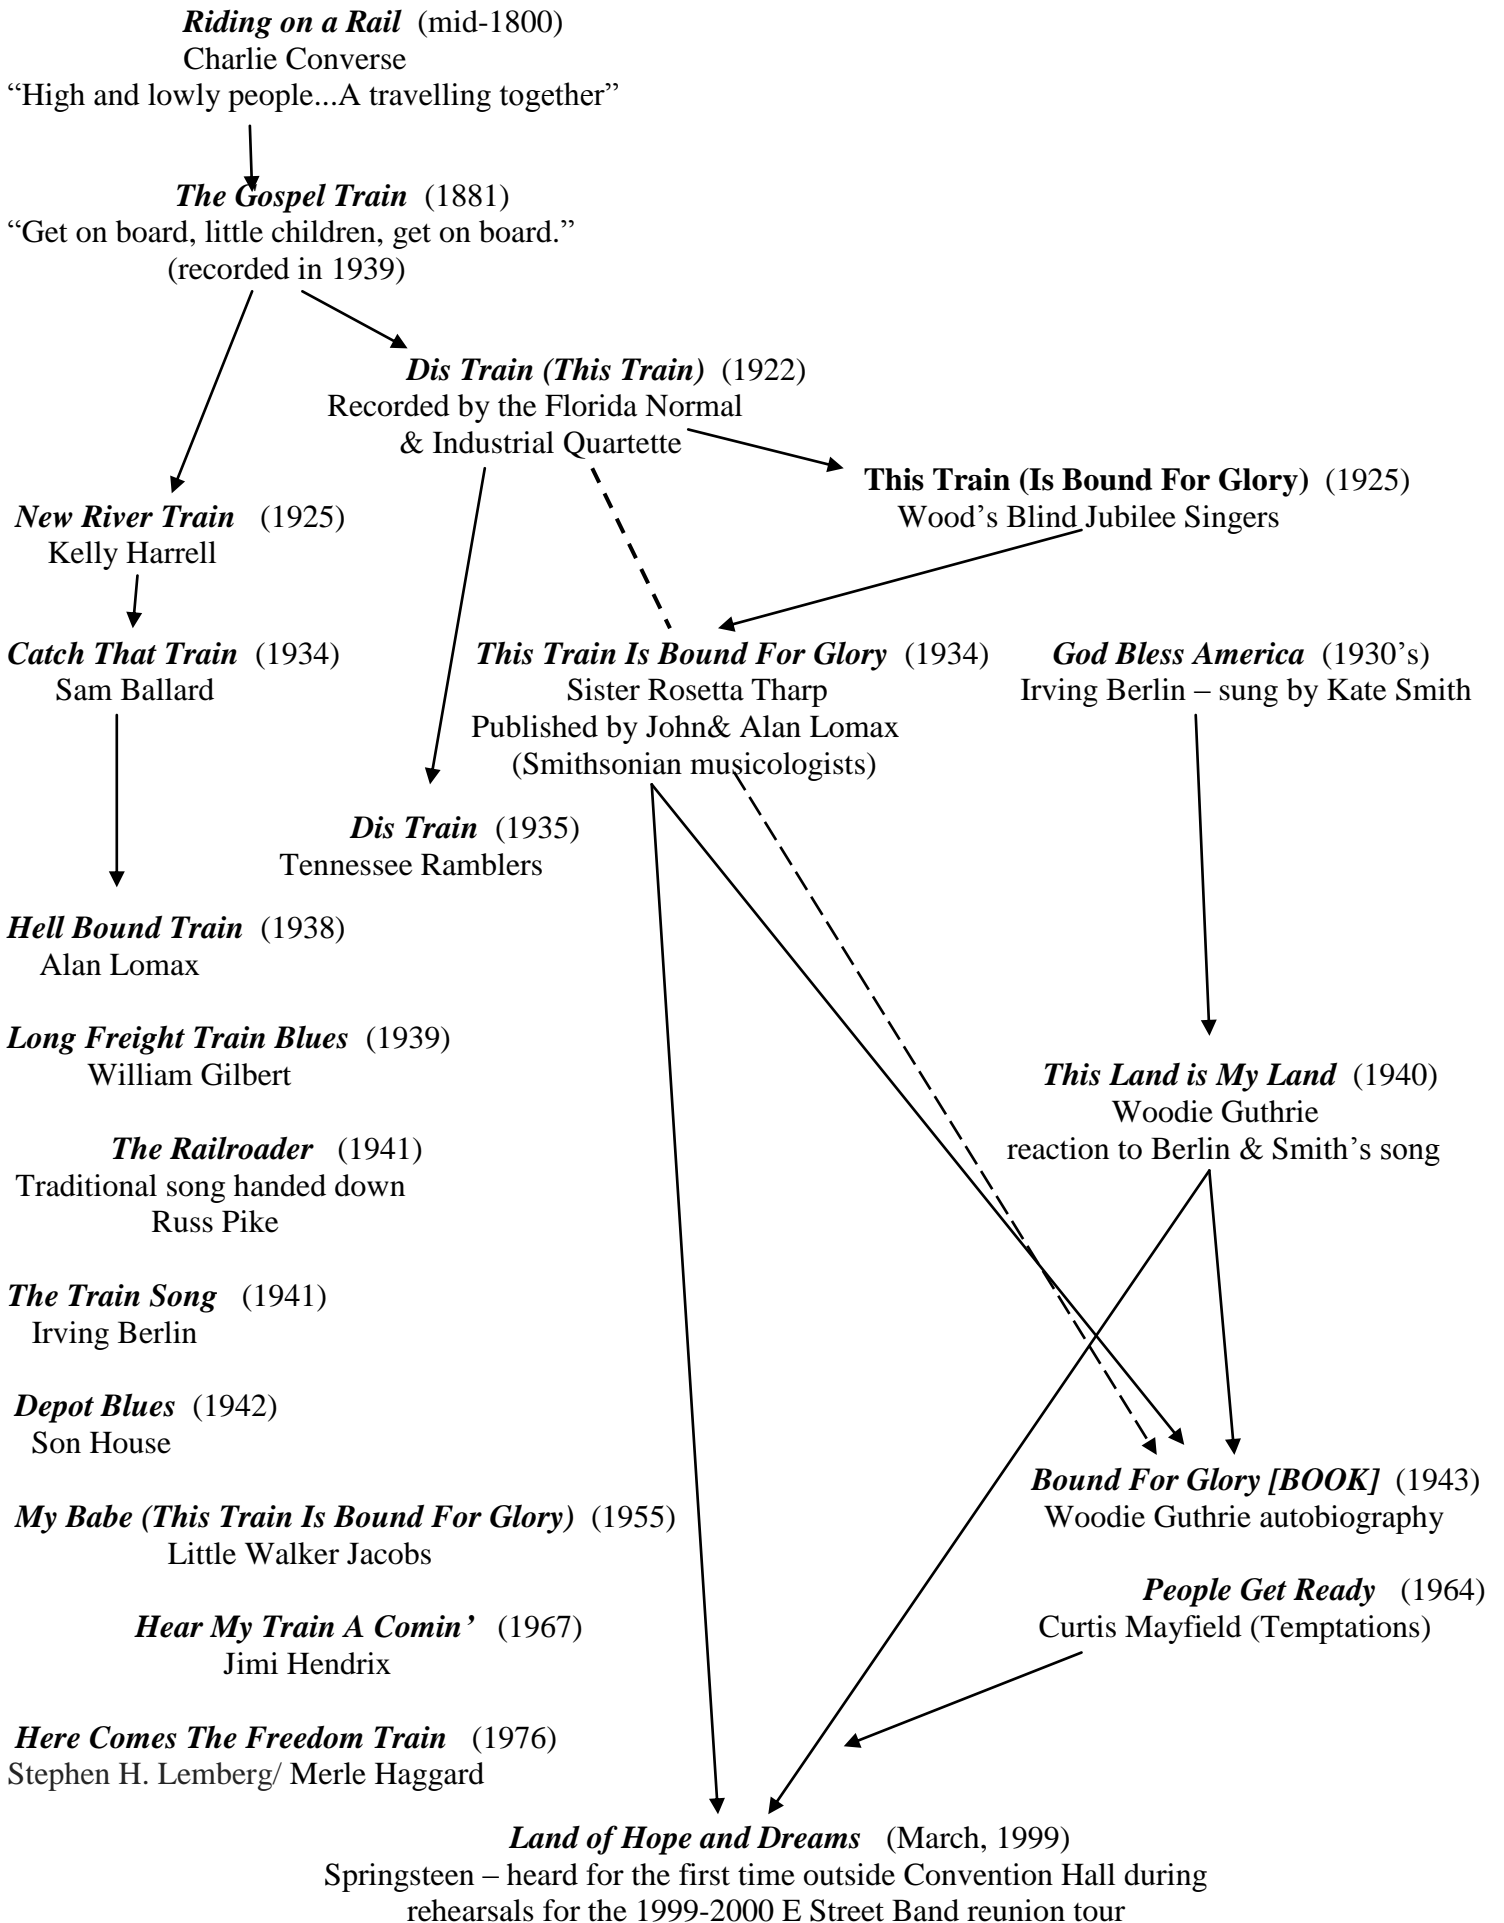 Riding on a Rail (mid-1800)
Charlie Converse
“High and lowly people...A travelling together”
The Gospel Train (1881)
“Get on board, little children, get on board.”
(recorded in 1939)
Dis Train (This Train) (1922)
Recorded by the Florida Normal
& Industrial Quartette
This Train (Is Bound For Glory) (1925)
Wood’s Blind Jubilee Singers
New River Train (1925)
Kelly Harrell
Catch That Train (1934)
Sam Ballard
This Train Is Bound For Glory (1934)
Sister Rosetta Tharp
Published by John& Alan Lomax
(Smithsonian musicologists)
God Bless America (1930’s)
Irving Berlin – sung by Kate Smith
Dis Train (1935)
Tennessee Ramblers
Hell Bound Train (1938)
Alan Lomax
Long Freight Train Blues (1939)
William Gilbert
This Land is My Land (1940)
Woodie Guthrie
reaction to Berlin & Smith’s song
The Railroader (1941)
Traditional song handed down
Russ Pike
The Train Song (1941)
Irving Berlin
Depot Blues (1942)
Son House
Bound For Glory [BOOK] (1943)
Woodie Guthrie autobiography
My Babe (This Train Is Bound For Glory) (1955)
Little Walker Jacobs
People Get Ready (1964)
Curtis Mayfield (Temptations)
Hear My Train A Comin’ (1967)
Jimi Hendrix
Here Comes The Freedom Train (1976)
Stephen H. Lemberg/ Merle Haggard
Land of Hope and Dreams (March, 1999)
Springsteen – heard for the first time outside Convention Hall during
rehearsals for the 1999-2000 E Street Band reunion tour